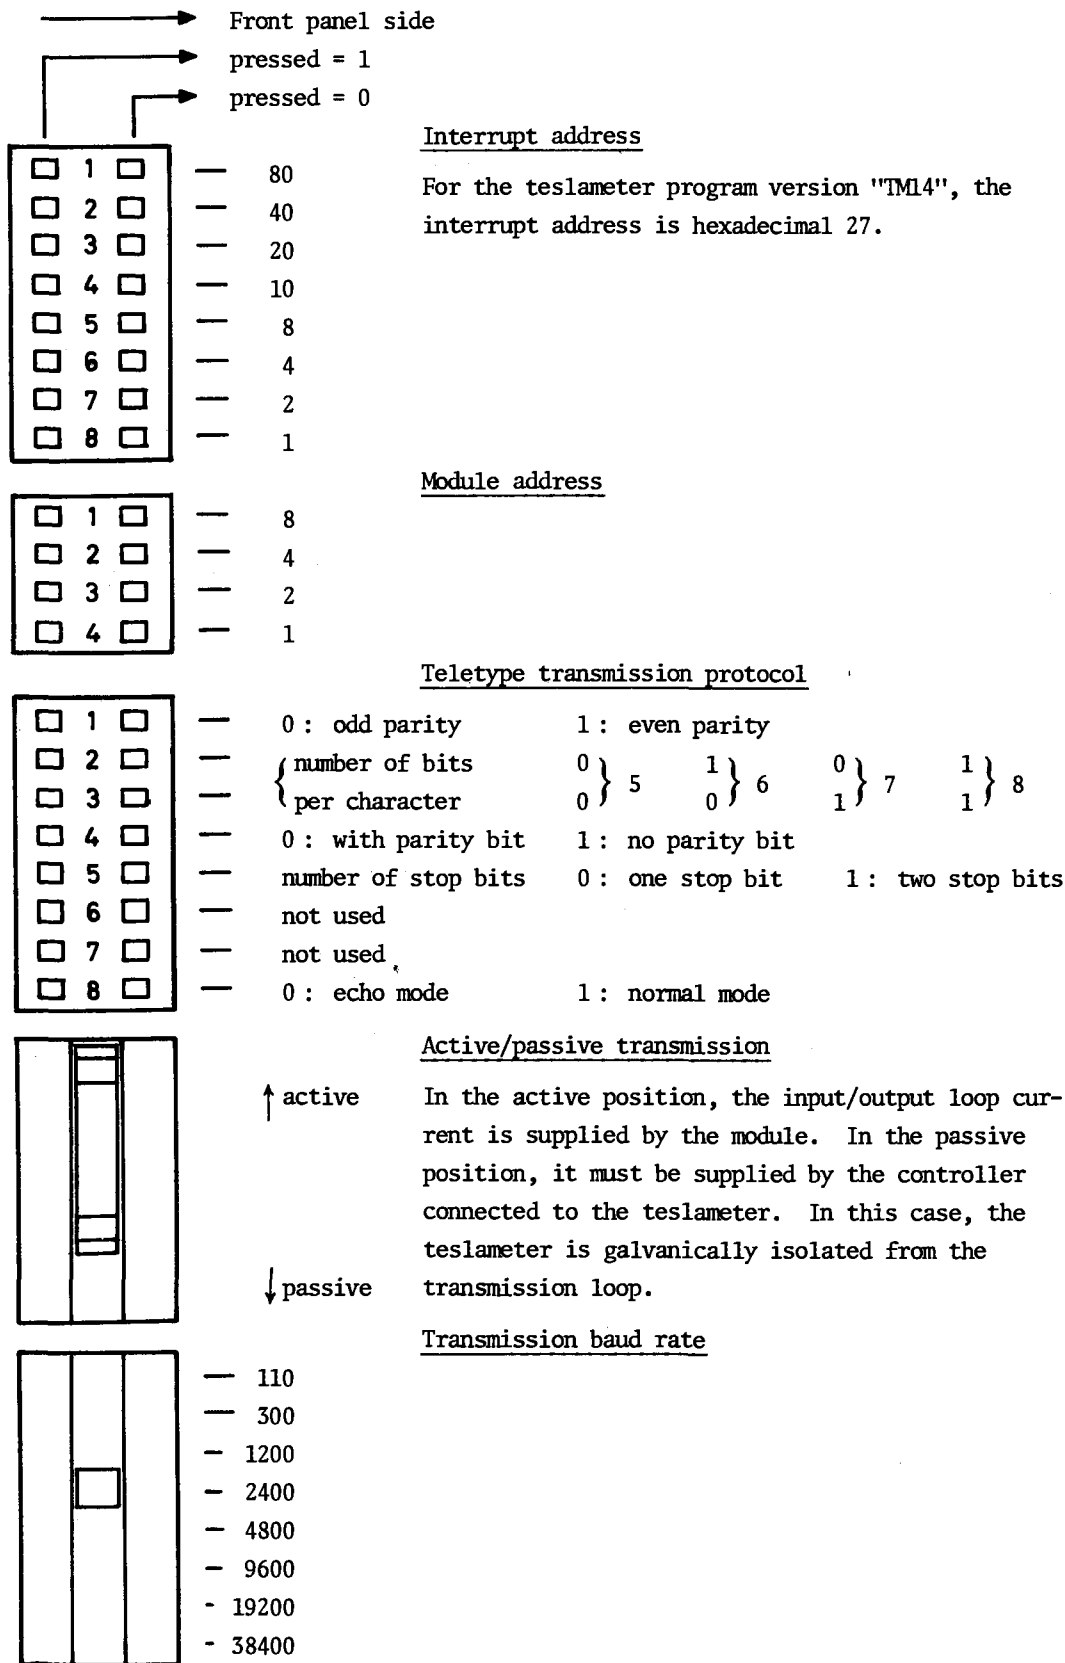 Front panel side
pressed = 1
pressed = 0
Interrupt address
1 — 80
2 — 40
3 — 20
4 — 10
5 — 8
6 — 4
7 — 2
8 — 1
For the teslameter program version "TM14", the
interrupt address is hexadecimal 27.
Module address
1 — 8
2 — 4
3 — 2
4 — 1
Teletype transmission protocol
1 — 0 : odd parity 1 : even parity
2 — number of bits 0 1 0 1
5 6 7 8
3 — per character 0 0 1 1
4 — 0 : with parity bit 1 : no parity bit
5 — number of stop bits 0 : one stop bit 1 : two stop bits
6 — not used
7 — not used
8 — 0 : echo mode 1 : normal mode
Active/passive transmission
↑ active
In the active position, the input/output loop cur-
rent is supplied by the module. In the passive
position, it must be supplied by the controller
connected to the teslameter. In this case, the
teslameter is galvanically isolated from the
transmission loop.
↓ passive
Transmission baud rate
— 110
— 300
— 1200
— 2400
— 4800
— 9600
- 19200
- 38400